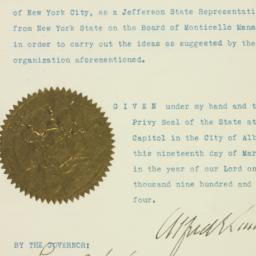 of New York City, as a Jefferson State Representati
from New York State on the Board of Monticello Mana
in order to carry out the ideas as suggested by the
organization aforementioned.
GIVEN under my hand and t
Privy Seal of the State at
Capitol in the City of Alb
this nineteenth day of Mar
in the year of our Lord on
thousand nine hundred and
four.
Alfred E. Smi
BY THE GOVERNOR: